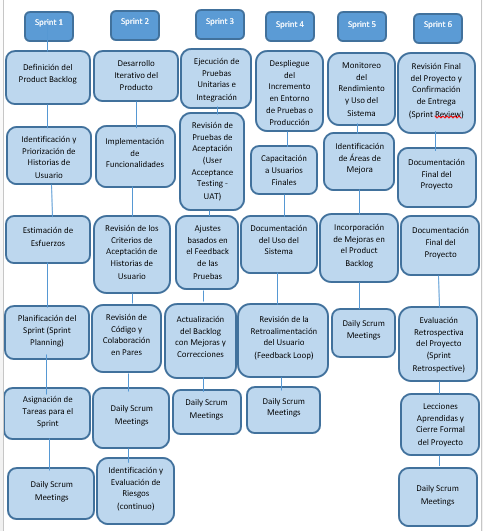 Sprint 1
Definición del
Product Backlog
Identificación y
Priorización de
Historias de
Usuario
Estimación de
Esfuerzos
Planificación del
Sprint (Sprint
Planning)
Asignación de
Tareas para el
Sprint
Daily Scrum
Meetings
Sprint 2
Desarrollo
Iterativo del
Producto
Implementación
de
Funcionalidades
Revisión de los
Criterios de
Aceptación de
Historias de
Usuario
Revisión de
Código y
Colaboración
en Pares
Daily Scrum
Meetings
Identificación y
Evaluación de
Riesgos
(continuo)
Sprint 3
Ejecución de
Pruebas
Unitarias e
Integración
Revisión de
Pruebas de
Aceptación
(User
Acceptance
Testing -
UAT)
Ajustes
basados en
el Feedback
de las
Pruebas
Actualización
del Backlog
con Mejoras y
Correcciones
Daily Scrum
Meetings
Sprint 4
Despliegue
del
Incremento
en Entorno
de Pruebas o
Producción
Capacitación
a Usuarios
Finales
Documentación
del Uso del
Sistema
Revisión de la
Retroalimentación
del Usuario
(Feedback Loop)
Daily Scrum
Meetings
Sprint 5
Monitoreo
del
Rendimiento
y Uso del
Sistema
Identificación
de Áreas de
Mejora
Incorporación
de Mejoras en
el Product
Backlog
Daily Scrum
Meetings
Sprint 6
Revisión Final
del Proyecto y
Confirmación
de Entrega
(Sprint Review)
Documentación
Final del
Proyecto
Documentación
Final del
Proyecto
Evaluación
Retrospectiva
del Proyecto
(Sprint
Retrospective)
Lecciones
Aprendidas y
Cierre Formal
del Proyecto
Daily Scrum
Meetings